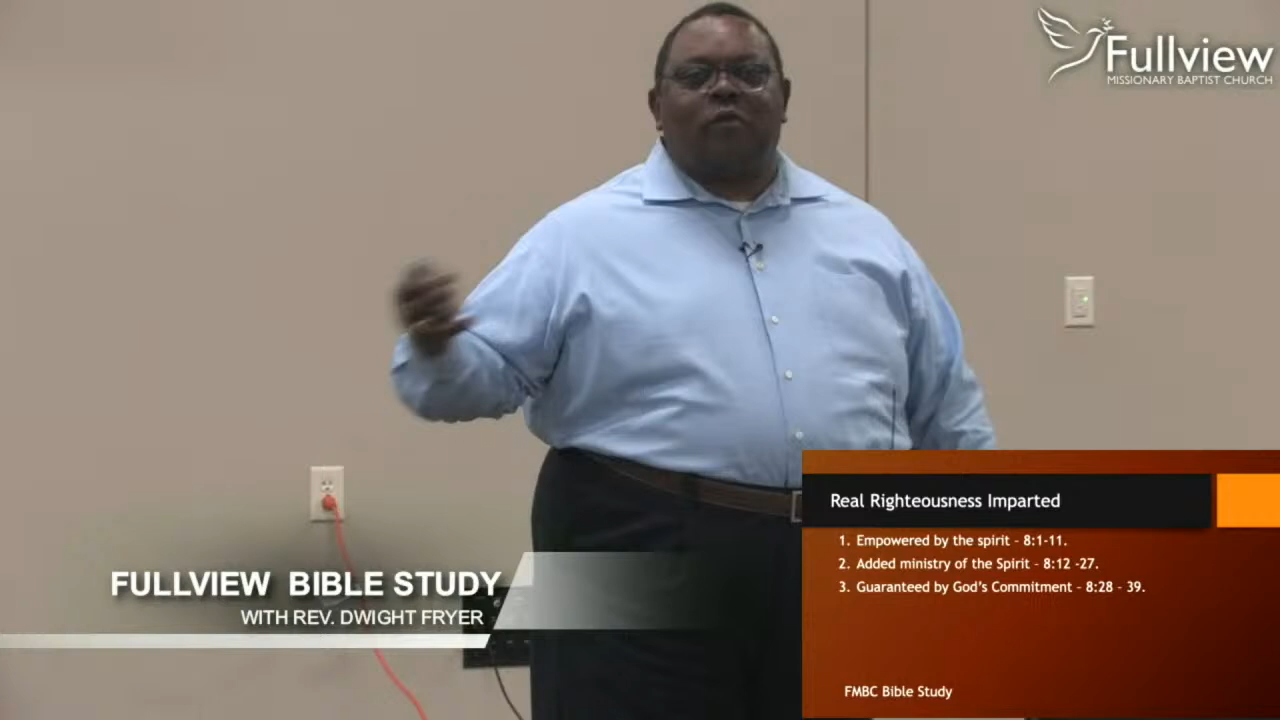 Fullview
MISSIONARY BAPTIST CHURCH
FULLVIEW BIBLE STUDY
WITH REV. DWIGHT FRYER
Real Righteousness Imparted
1. Empowered by the spirit – 8:1-11.
2. Added ministry of the Spirit – 8:12 -27.
3. Guaranteed by God's Commitment – 8:28 – 39.
FMBC Bible Study